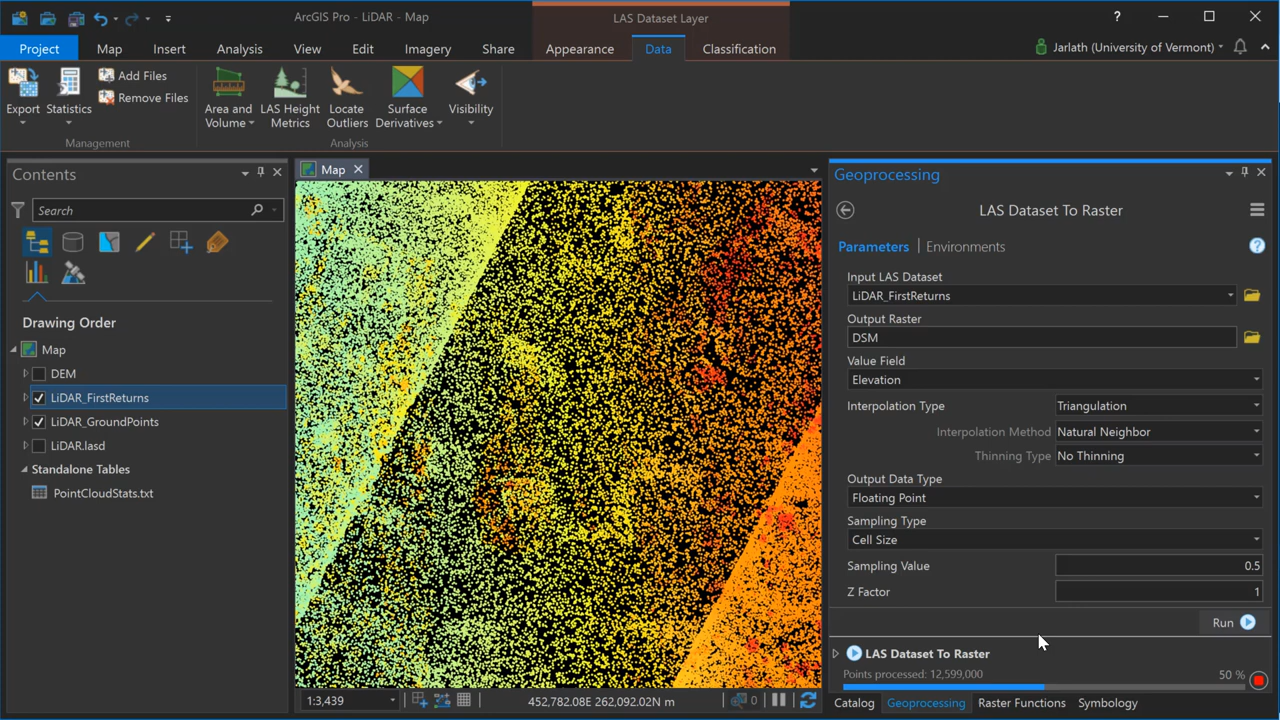 ArcGIS Pro - LiDAR - Map
LAS Dataset Layer
?
Project Map Insert Analysis View Edit Imagery Share Appearance Data Classification
Jarlath (University of Vermont)
Export
Statistics
Add Files
Remove Files
Management
Area and Volume
LAS Height Metrics
Locate Outliers
Surface Derivatives
Visibility
Analysis
Contents
Search
Drawing Order
Map
DEM
LiDAR_FirstReturns
LiDAR_GroundPoints
LiDAR.lasd
Standalone Tables
PointCloudStats.txt
Map
1:3,439
452,782.08E 262,092.02N m
0
Geoprocessing
LAS Dataset To Raster
Parameters | Environments
?
Input LAS Dataset
LiDAR_FirstReturns
Output Raster
DSM
Value Field
Elevation
Interpolation Type Triangulation
Interpolation Method Natural Neighbor
Thinning Type No Thinning
Output Data Type
Floating Point
Sampling Type
Cell Size
Sampling Value 0.5
Z Factor 1
Run
LAS Dataset To Raster
Points processed: 12,599,000 50 %
Catalog Geoprocessing Raster Functions Symbology